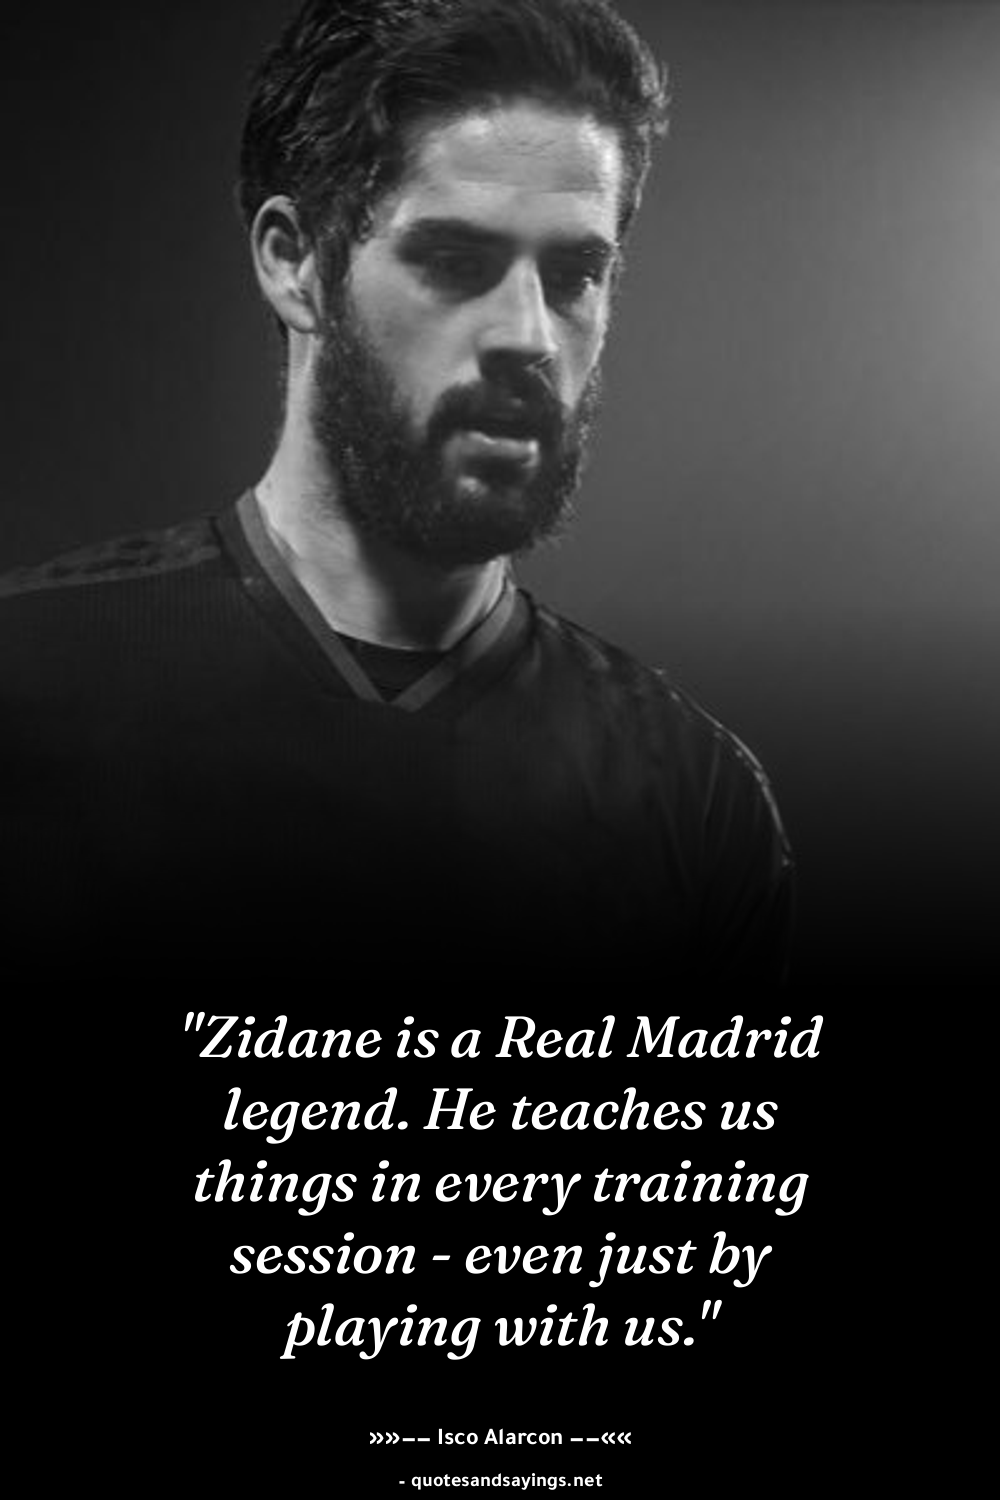 "Zidane is a Real Madrid
legend. He teaches us
things in every training
session - even just by
playing with us."
»»–– Isco Alarcon ––««
- quotesandsayings.net